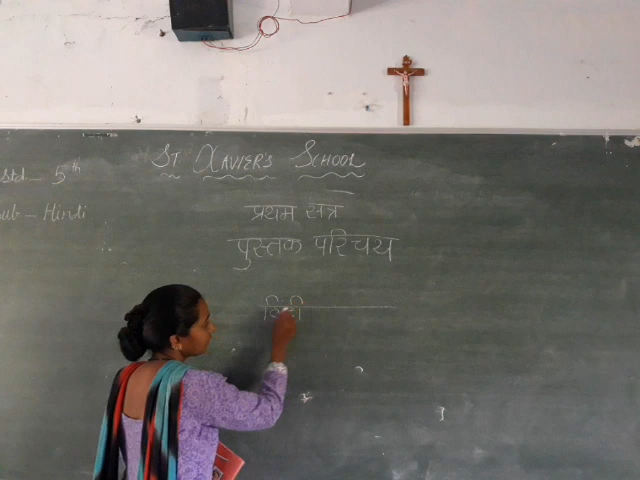 St Xavier's School
Std - 5th
Sub - Hindi
प्रथम सत्र
पुस्तक परिचय
हिंदी